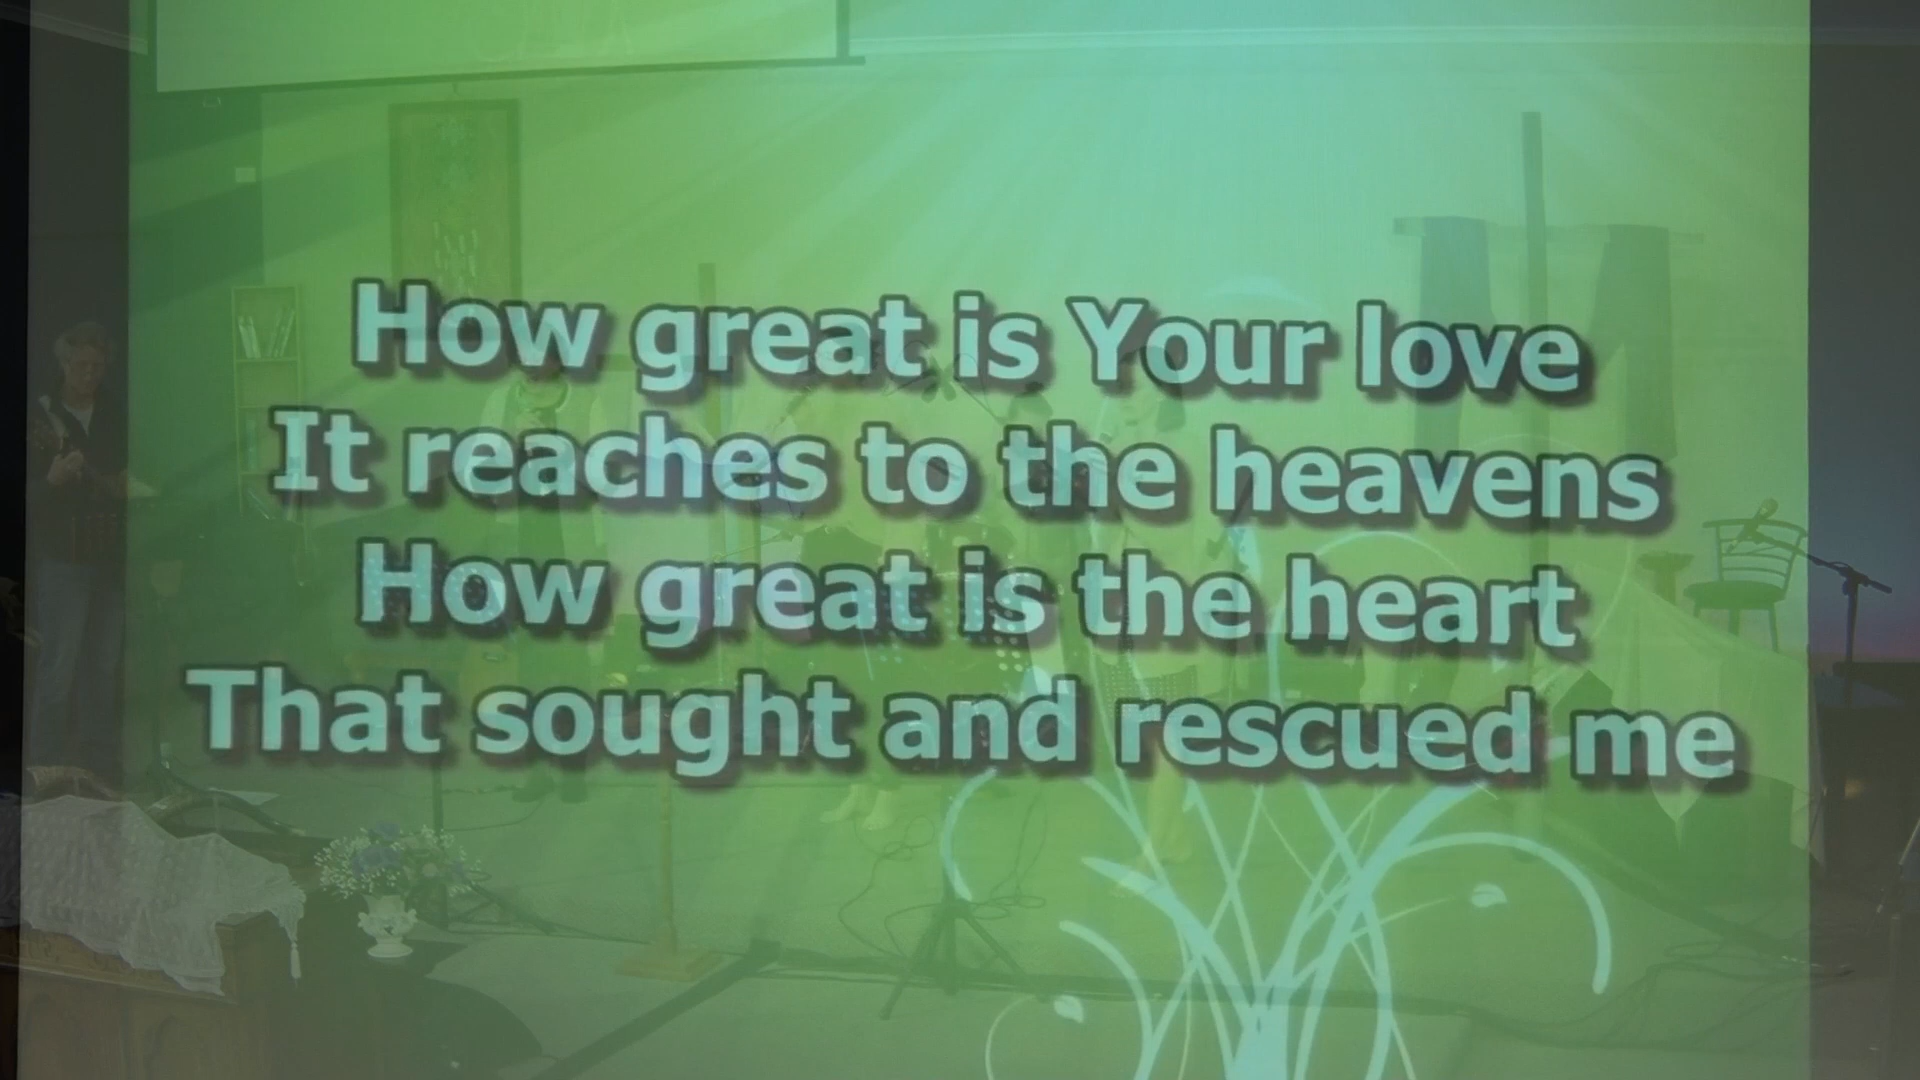 How great is Your love
It reaches to the heavens
How great is the heart
That sought and rescued me